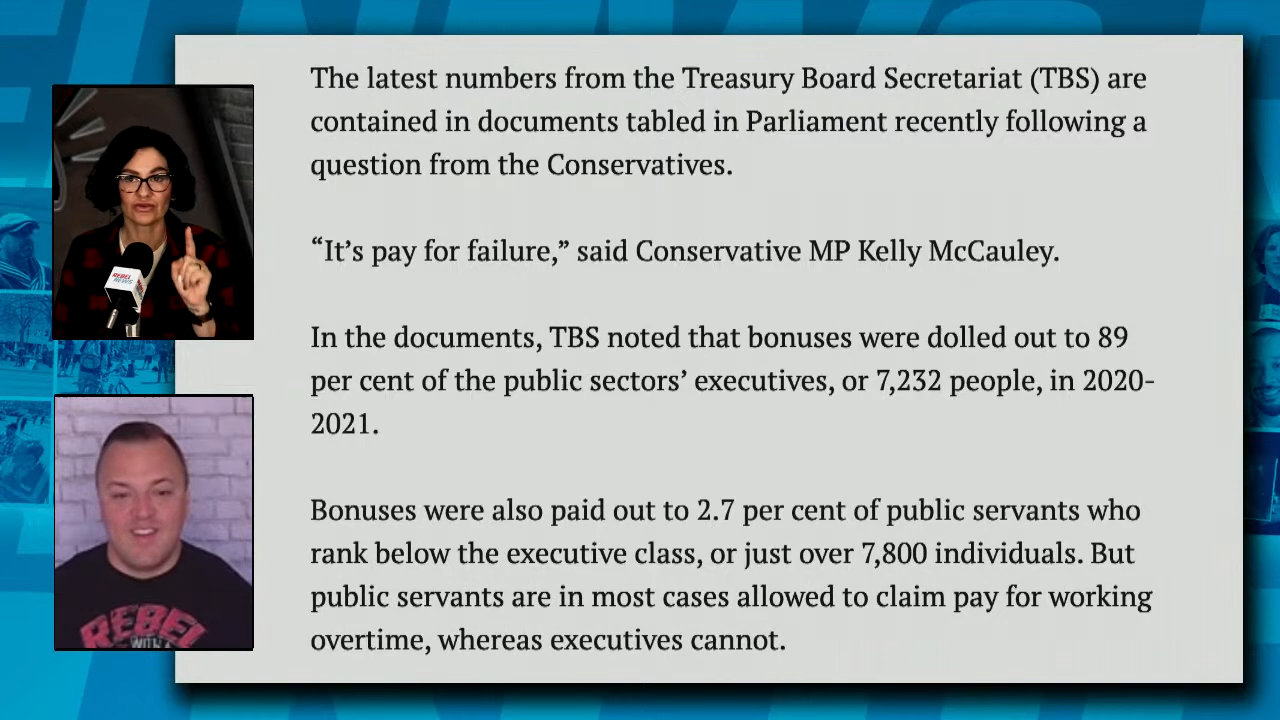 The latest numbers from the Treasury Board Secretariat (TBS) are
contained in documents tabled in Parliament recently following a
question from the Conservatives.
“It’s pay for failure,” said Conservative MP Kelly McCauley.
In the documents, TBS noted that bonuses were dolled out to 89
per cent of the public sectors’ executives, or 7,232 people, in 2020-
2021.
Bonuses were also paid out to 2.7 per cent of public servants who
rank below the executive class, or just over 7,800 individuals. But
public servants are in most cases allowed to claim pay for working
overtime, whereas executives cannot.
REBEL
NEWS
REBEL
WITH A